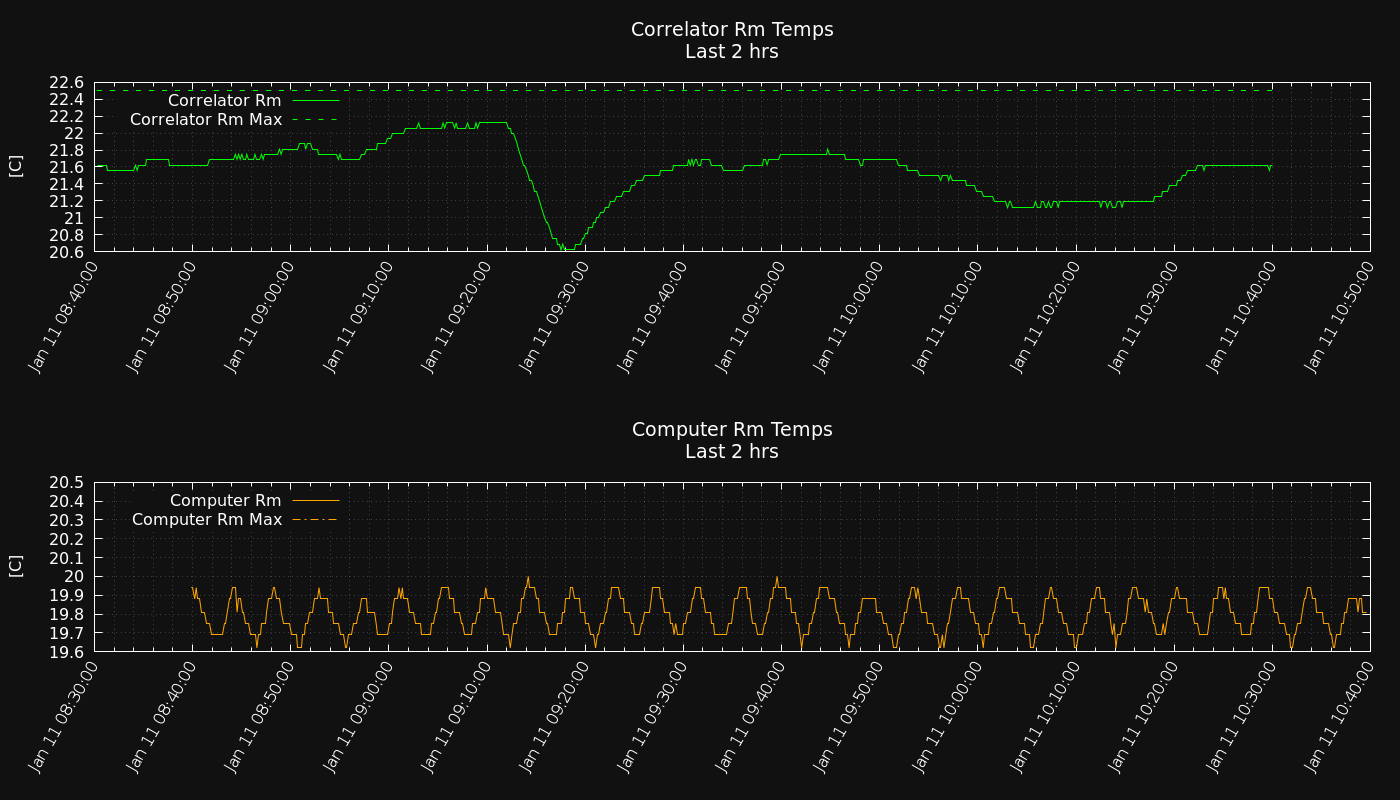 Correlator Rm Temps
Last 2 hrs
[C]
22.6
22.4
22.2
22
21.8
21.6
21.4
21.2
21
20.8
20.6
Correlator Rm
Correlator Rm Max
Jan 11 08:40:00
Jan 11 08:50:00
Jan 11 09:00:00
Jan 11 09:10:00
Jan 11 09:20:00
Jan 11 09:30:00
Jan 11 09:40:00
Jan 11 09:50:00
Jan 11 10:00:00
Jan 11 10:10:00
Jan 11 10:20:00
Jan 11 10:30:00
Jan 11 10:40:00
Jan 11 10:50:00
Computer Rm Temps
Last 2 hrs
[C]
20.5
20.4
20.3
20.2
20.1
20
19.9
19.8
19.7
19.6
Computer Rm
Computer Rm Max
Jan 11 08:30:00
Jan 11 08:40:00
Jan 11 08:50:00
Jan 11 09:00:00
Jan 11 09:10:00
Jan 11 09:20:00
Jan 11 09:30:00
Jan 11 09:40:00
Jan 11 09:50:00
Jan 11 10:00:00
Jan 11 10:10:00
Jan 11 10:20:00
Jan 11 10:30:00
Jan 11 10:40:00